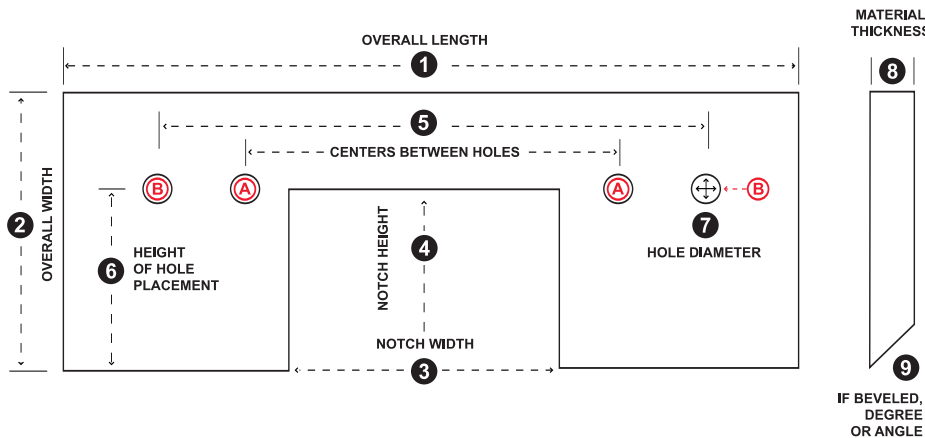 MATERIAL
THICKNESS
OVERALL LENGTH
1
8
5
CENTERS BETWEEN HOLES
B
A
A
B
2
OVERALL WIDTH
7
HOLE DIAMETER
6
HEIGHT
OF HOLE
PLACEMENT
NOTCH HEIGHT
4
NOTCH WIDTH
3
9
IF BEVELED,
DEGREE
OR ANGLE